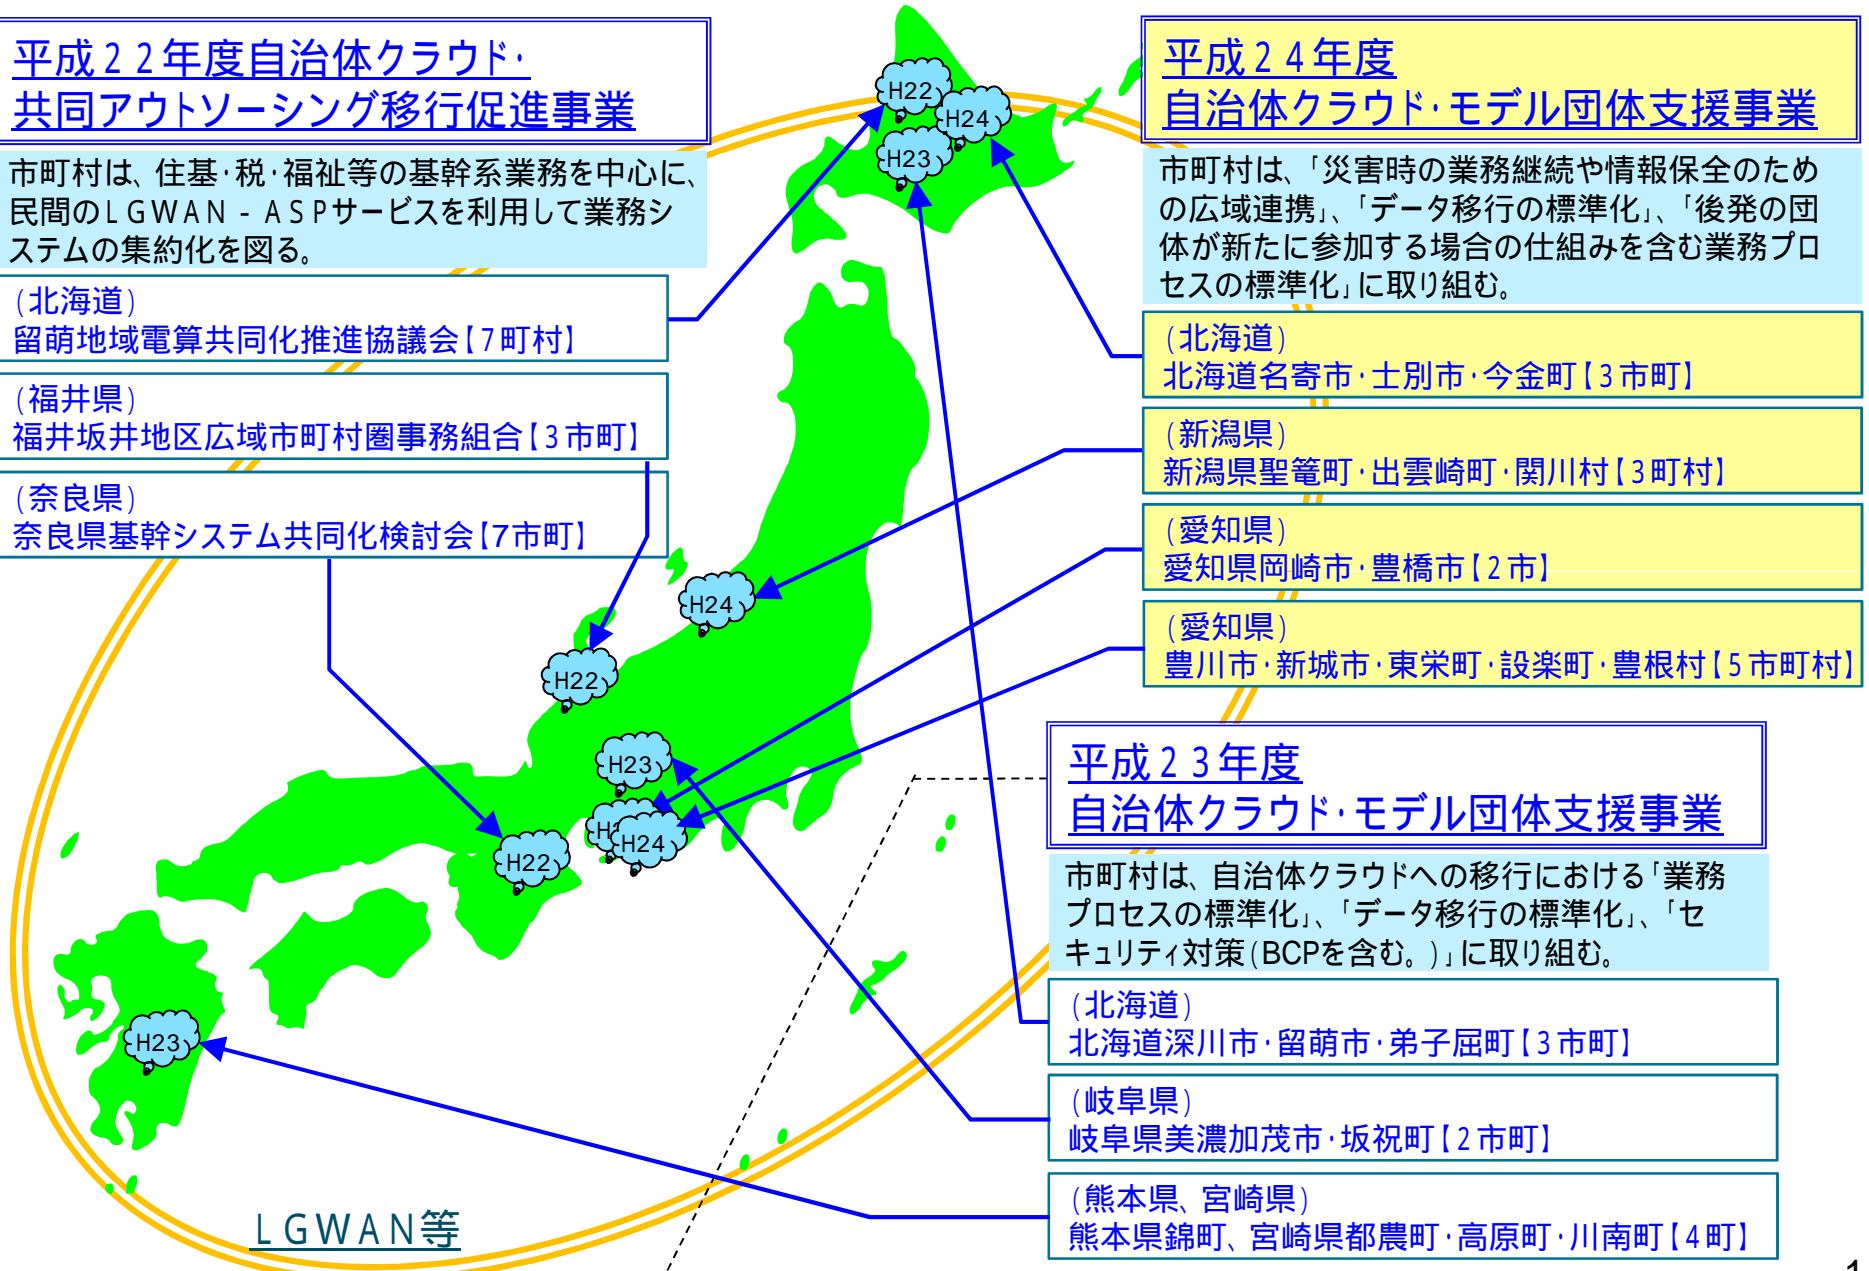 平成２２年度自治体クラウド・
共同アウトソーシング移行促進事業
市町村は、住基・税・福祉等の基幹系業務を中心に、
民間のＬＧＷＡＮ－ＡＳＰサービスを利用して業務シ
ステムの集約化を図る。
（北海道）
留萌地域電算共同化推進協議会【７町村】
（福井県）
福井坂井地区広域市町村圏事務組合【３市町】
（奈良県）
奈良県基幹システム共同化検討会【7市町】
平成２４年度
自治体クラウド・モデル団体支援事業
市町村は、「災害時の業務継続や情報保全のため
の広域連携」、「データ移行の標準化」、「後発の団
体が新たに参加する場合の仕組みを含む業務プロ
セスの標準化」に取り組む。
（北海道）
北海道名寄市・士別市・今金町【３市町】
（新潟県）
新潟県聖篭町・出雲崎町・関川村【３町村】
（愛知県）
愛知県岡崎市・豊橋市【２市】
（愛知県）
豊川市・新城市・東栄町・設楽町・豊根村【５市町村】
平成２３年度
自治体クラウド・モデル団体支援事業
市町村は、自治体クラウドへの移行における「業務
プロセスの標準化」、「データ移行の標準化」、「セ
キュリティ対策（BCPを含む。）」に取り組む。
（北海道）
北海道深川市・留萌市・弟子屈町【３市町】
（岐阜県）
岐阜県美濃加茂市・坂祝町【２市町】
（熊本県、宮崎県）
熊本県錦町、宮崎県都農町・高原町・川南町【４町】
H22
H24
H23
H24
H22
H23
H24
H22
H23
ＬＧＷＡＮ等